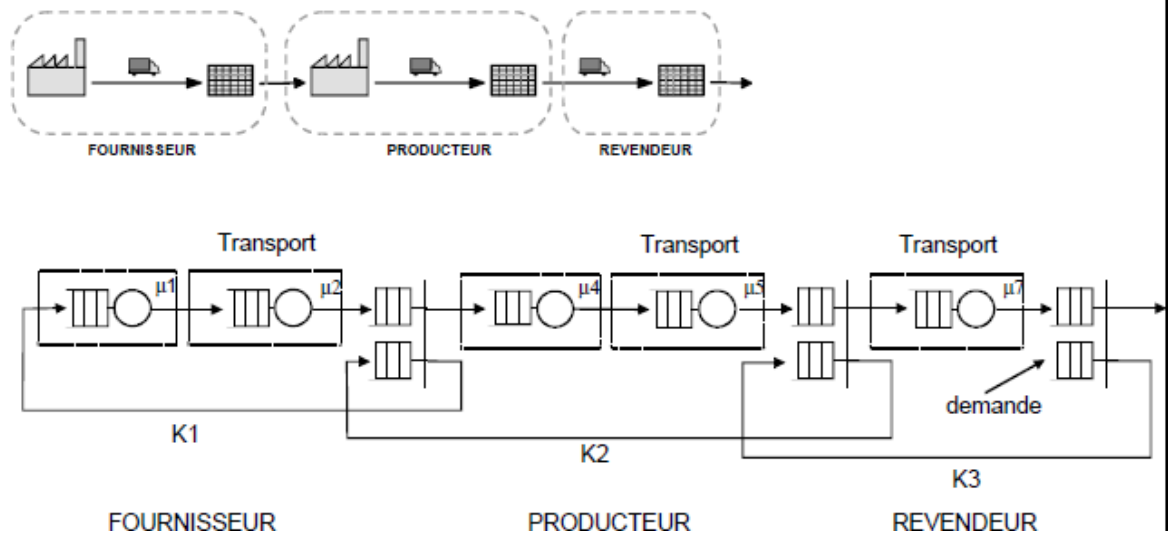 FOURNISSEUR PRODUCTEUR REVENDEUR
Transport Transport Transport
μ1 μ2 μ4 μ5 μ7
demande
K1 K2 K3
FOURNISSEUR PRODUCTEUR REVENDEUR